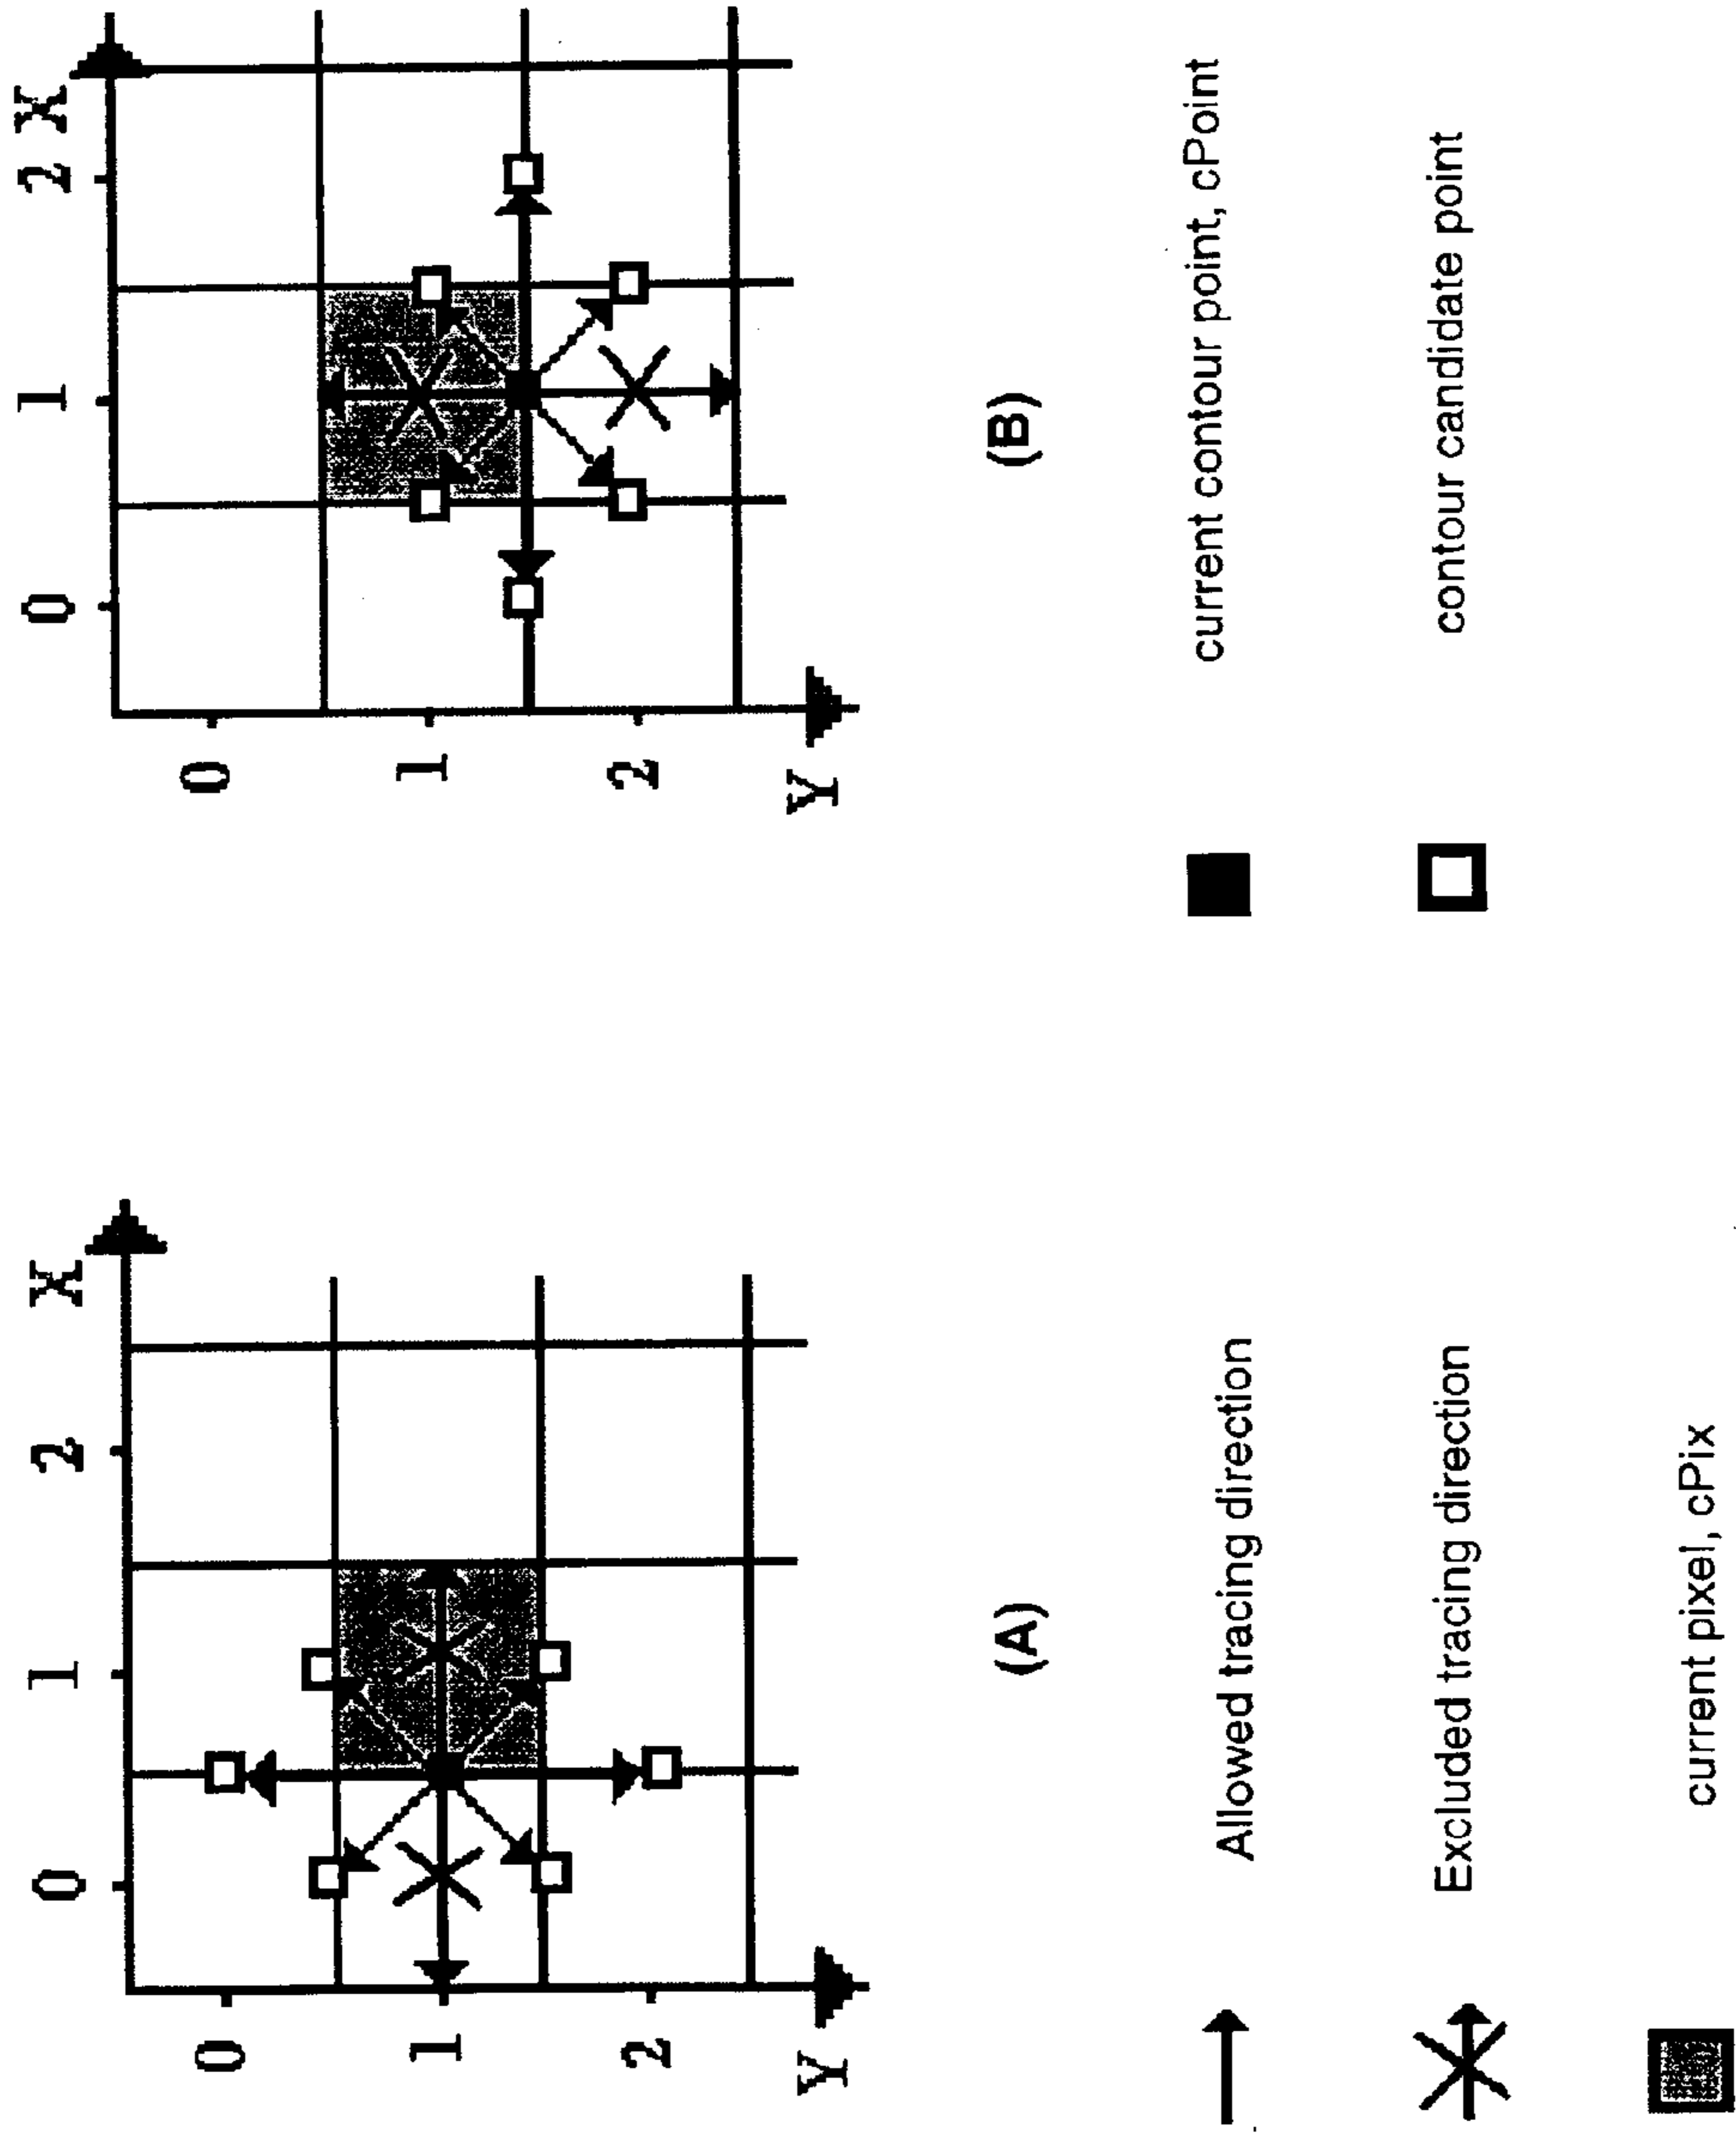 0 1 2 X
0
1
2
Y
(A)
0 1 2 X
0
1
2
Y
(B)
Allowed tracing direction
Excluded tracing direction
current pixel, cPix
current contour point, cPoint
contour candidate point